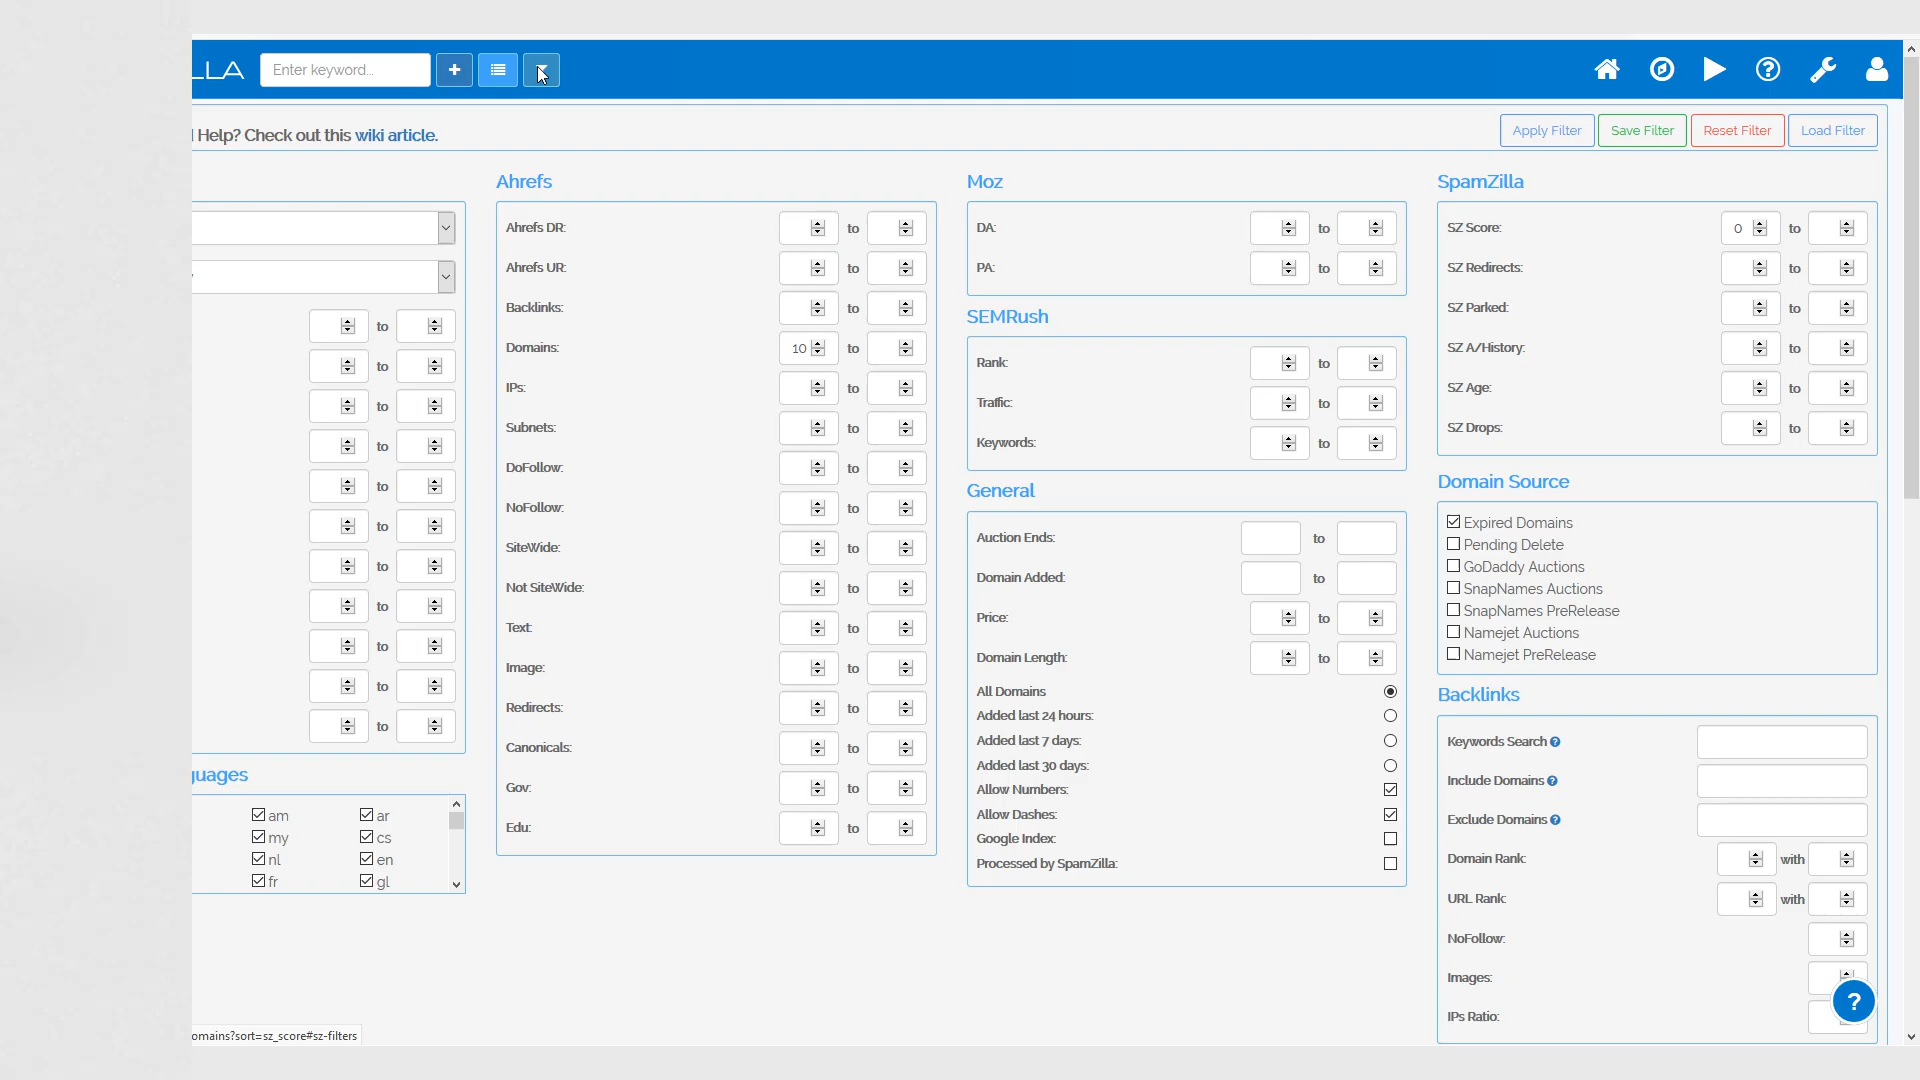 LLA
Enter keyword...
Help? Check out this wiki article.
Apply Filter
Save Filter
Reset Filter
Load Filter
to
to
to
to
to
to
to
to
to
to
to
guages
am
ar
my
cs
nl
en
fr
gl
Ahrefs
Ahrefs DR: to
Ahrefs UR: to
Backlinks: to
Domains: 10 to
IPs: to
Subnets: to
DoFollow: to
NoFollow: to
SiteWide: to
Not SiteWide: to
Text: to
Image: to
Redirects: to
Canonicals: to
Gov: to
Edu: to
Moz
DA: to
PA: to
SEMRush
Rank: to
Traffic: to
Keywords: to
General
Auction Ends: to
Domain Added: to
Price: to
Domain Length: to
All Domains
Added last 24 hours:
Added last 7 days:
Added last 30 days:
Allow Numbers:
Allow Dashes:
Google Index:
Processed by SpamZilla:
SpamZilla
SZ Score: 0 to
SZ Redirects: to
SZ Parked: to
SZ A/History: to
SZ Age: to
SZ Drops: to
Domain Source
Expired Domains
Pending Delete
GoDaddy Auctions
SnapNames Auctions
SnapNames PreRelease
Namejet Auctions
Namejet PreRelease
Backlinks
Keywords Search ?
Include Domains ?
Exclude Domains ?
Domain Rank: with
URL Rank: with
NoFollow:
Images:
IPs Ratio:
?
omains?sort=sz_score#sz-filters